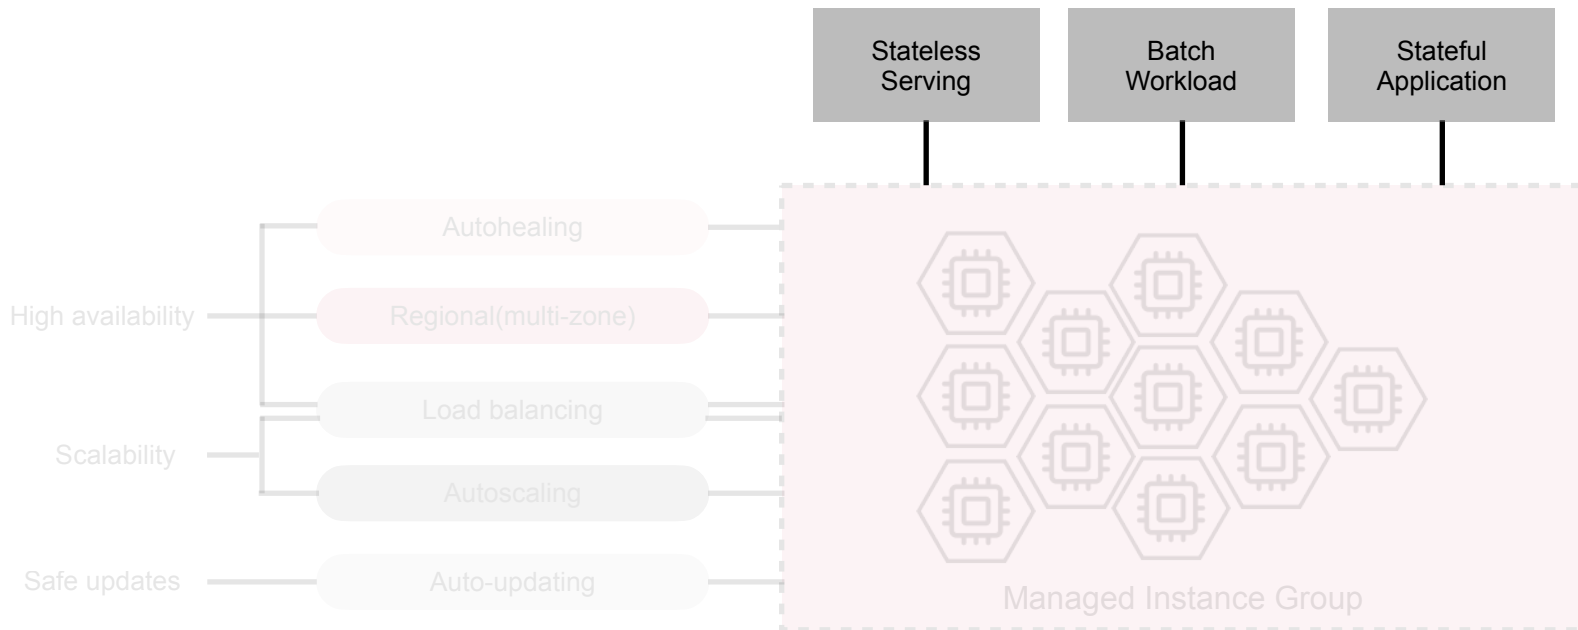 Stateless
Serving
Batch
Workload
Stateful
Application
Autohealing
High availability
Regional(multi-zone)
Load balancing
Scalability
Autoscaling
Safe updates
Auto-updating
Managed Instance Group